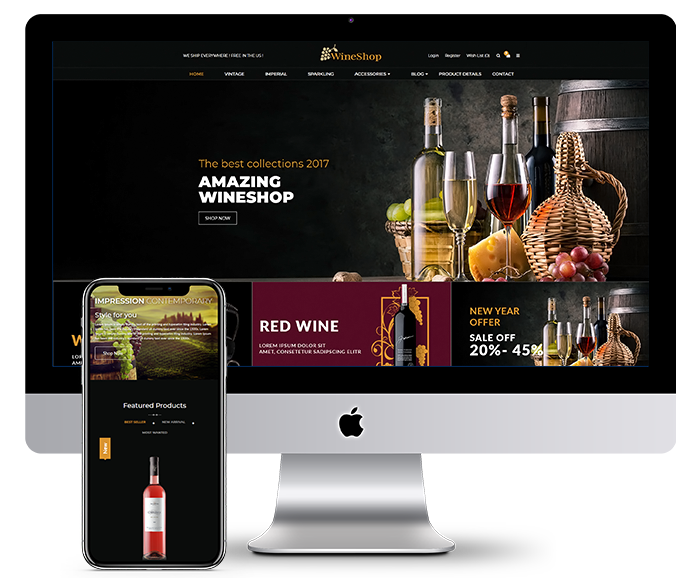 WE SHIP EVERYWHERE! FREE IN THE US!
WineShop
Login Register Wish List (0)
HOME VINTAGE IMPERIAL SPARKLING ACCESSORIES BLOG PRODUCT DETAILS CONTACT
The best collections 2017
AMAZING
WINESHOP
SHOP NOW
RED WINE
LOREM IPSUM DOLOR SIT
AMET, CONSETETUR SADIPSCING ELITR
NEW YEAR
OFFER
SALE OFF
20%- 45%
IMPRESSION CONTEMPORARY
Style for you
Shop Now
Featured Products
BEST SELLER NEW ARRIVAL
MOST WANTED
New